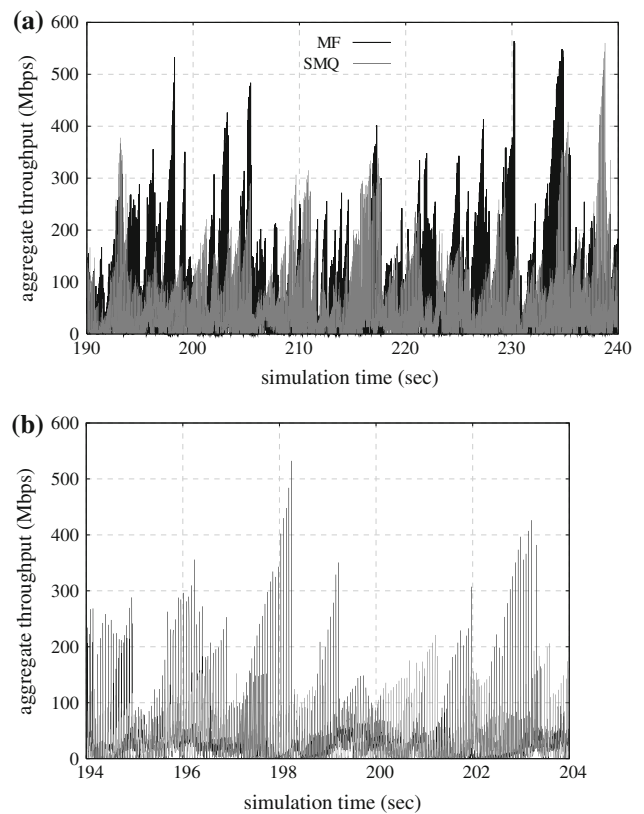 (a)
600
500
400
300
200
100
0
aggregate throughput (Mbps)
MF
SMQ
190 200 210 220 230 240
simulation time (sec)
(b)
600
500
400
300
200
100
0
aggregate throughput (Mbps)
194 196 198 200 202 204
simulation time (sec)